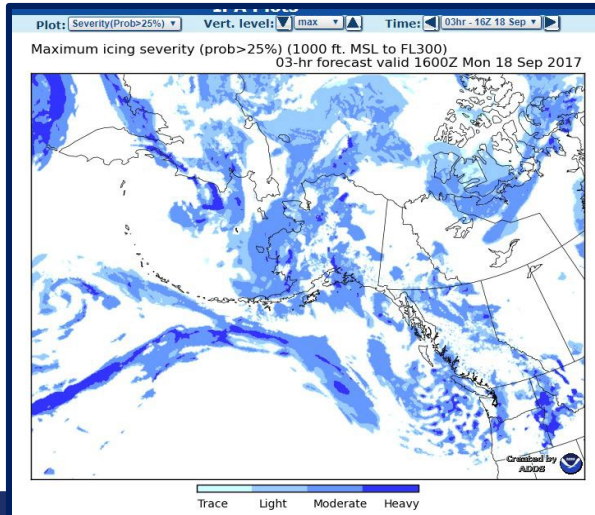 Plot: Severity(Prob>25%) Vert. level: max Time: 03hr - 16Z 18 Sep
Maximum icing severity (prob>25%) (1000 ft. MSL to FL300)
03-hr forecast valid 1600Z Mon 18 Sep 2017
Created by
ADDS
Trace Light Moderate Heavy